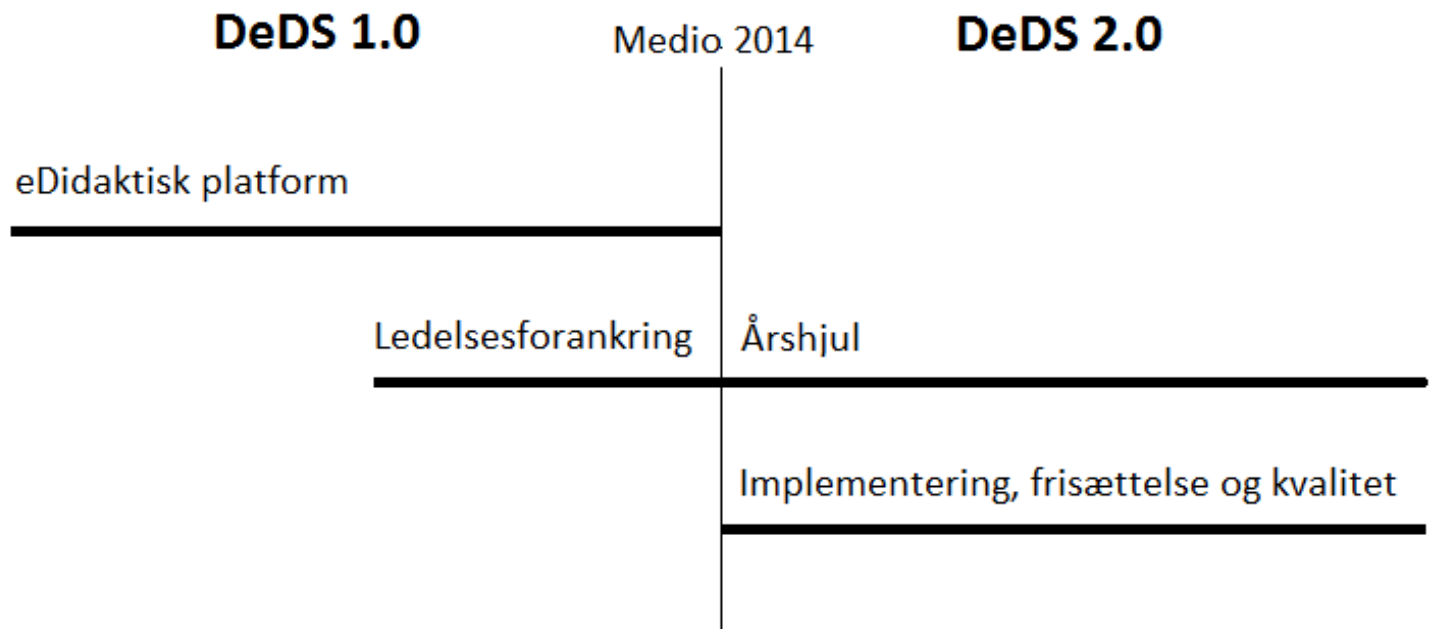 DeDS 1.0
Medio 2014
DeDS 2.0
eDidaktisk platform
Ledelsesforankring
Årshjul
Implementering, frisættelse og kvalitet